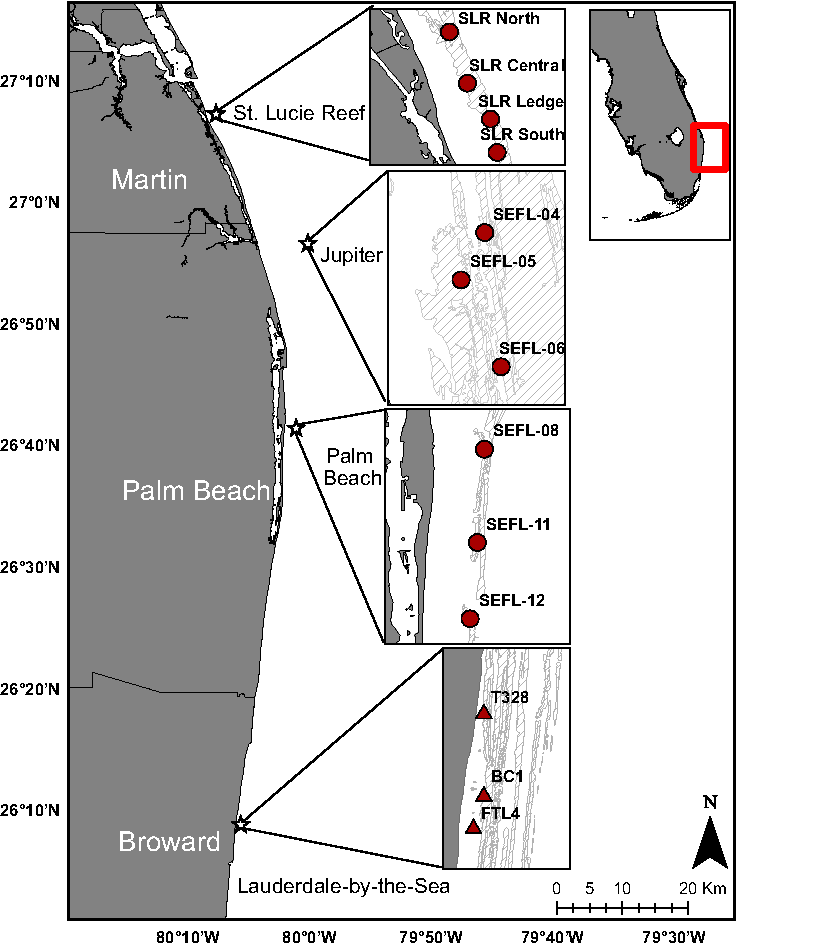 27°10'N
27°0'N
26°50'N
26°40'N
26°30'N
26°20'N
26°10'N
St. Lucie Reef
Martin
Jupiter
Palm
Beach
Palm Beach
Broward
Lauderdale-by-the-Sea
SLR North
SLR Central
SLR Ledge
SLR South
SEFL-04
SEFL-05
SEFL-06
SEFL-08
SEFL-11
SEFL-12
T328
BC1
FTL4
N
0 5 10 20 Km
80°10'W 80°0'W 79°50'W 79°40'W 79°30'W